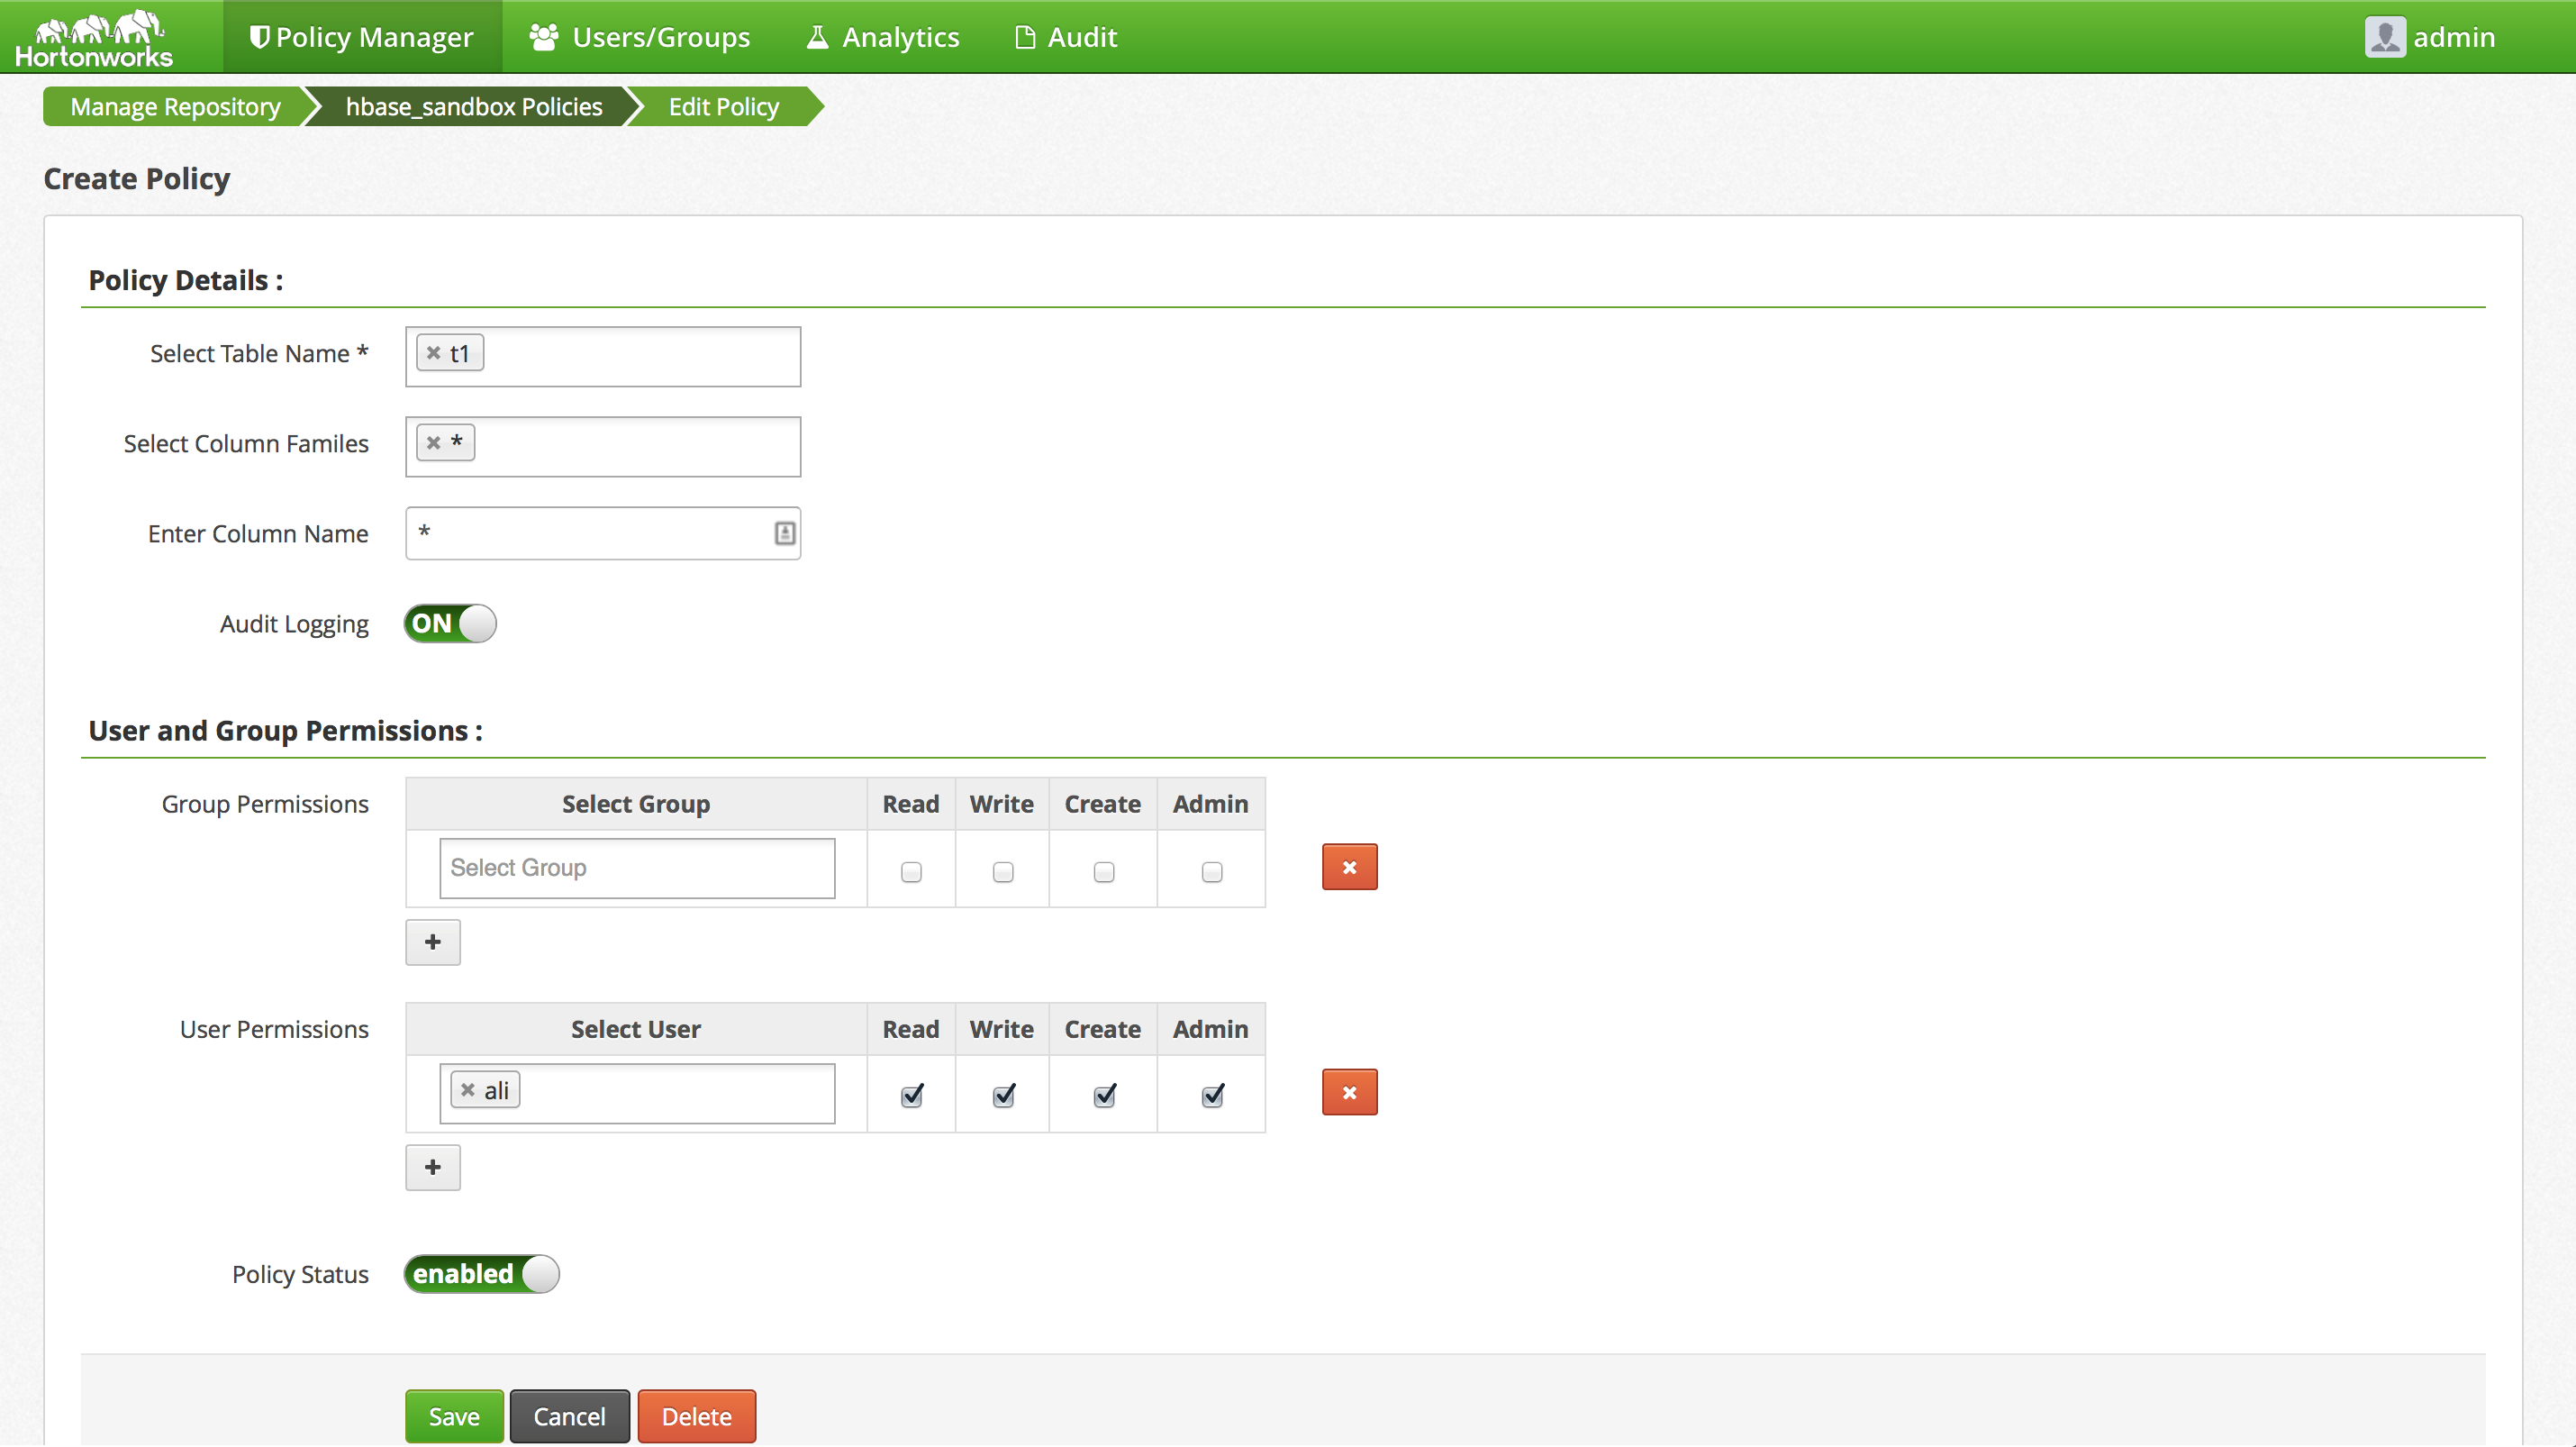 Hortonworks
Policy Manager Users/Groups Analytics Audit admin
Manage Repository hbase_sandbox Policies Edit Policy
Create Policy
Policy Details :
Select Table Name * t1
Select Column Familes *
Enter Column Name *
Audit Logging ON
User and Group Permissions :
Group Permissions Select Group Read Write Create Admin
Select Group
+
User Permissions Select User Read Write Create Admin
ali
+
Policy Status enabled
Save Cancel Delete